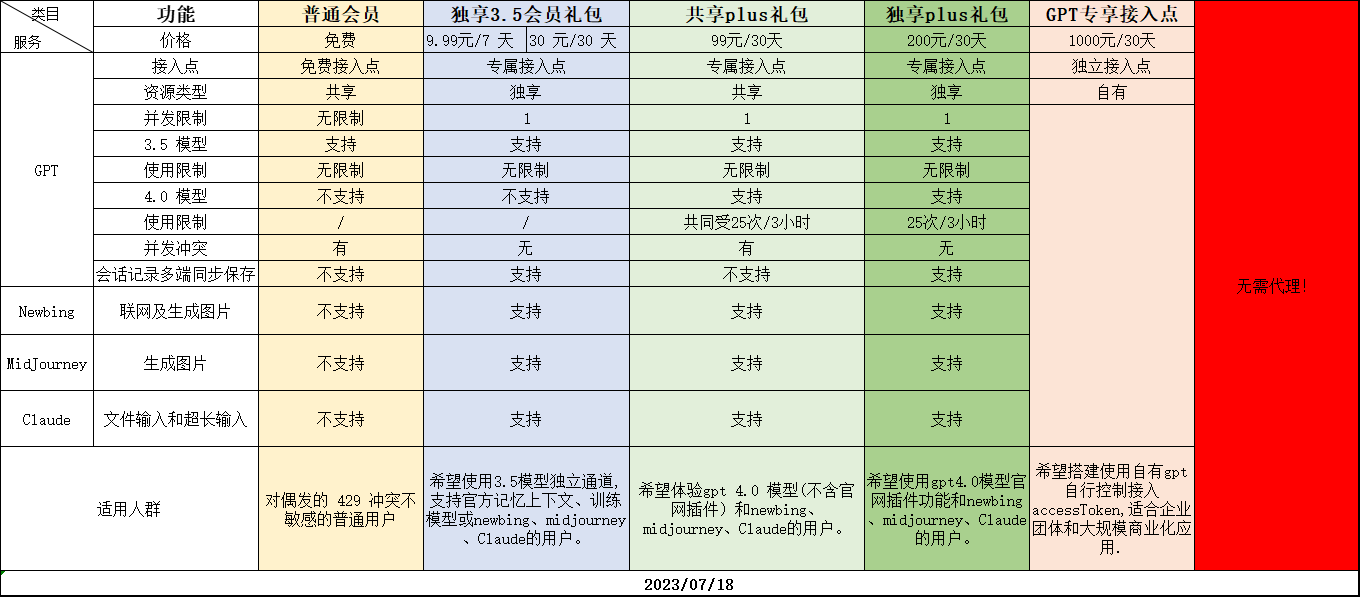 类目 功能 普通会员 独享3.5会员礼包 共享plus礼包 独享plus礼包 GPT专享接入点
服务 价格 免费 9.99元/7 天 30 元/30 天 99元/30天 200元/30天 1000元/30天
接入点 免费接入点 专属接入点 专属接入点 专属接入点 独立接入点
资源类型 共享 独享 共享 独享 自有
并发限制 无限制 1 1 1
3.5 模型 支持 支持 支持 支持
GPT 使用限制 无限制 无限制 无限制 无限制
4.0 模型 不支持 不支持 支持 支持
使用限制 / / 共同受25次/3小时 25次/3小时
并发冲突 有 无 有 无
会话记录多端同步保存 不支持 支持 不支持 支持
无需代理!
Newbing 联网及生成图片 不支持 支持 支持 支持
MidJourney 生成图片 不支持 支持 支持 支持
Claude 文件输入和超长输入 不支持 支持 支持 支持
适用人群
对偶发的 429 冲突不
敏感的普通用户
希望使用3.5模型独立通道,
支持官方记忆上下文、训练
模型或newbing、midjourney
、Claude的用户。
希望体验gpt 4.0 模型(不含官
网插件）和newbing、
midjourney、Claude的用户。
希望使用gpt4.0模型官
网插件功能和newbing
、midjourney、Claude
的用户。
希望搭建使用自有gpt
自行控制接入
accessToken,适合企业
团体和大规模商业化应
用.
2023/07/18